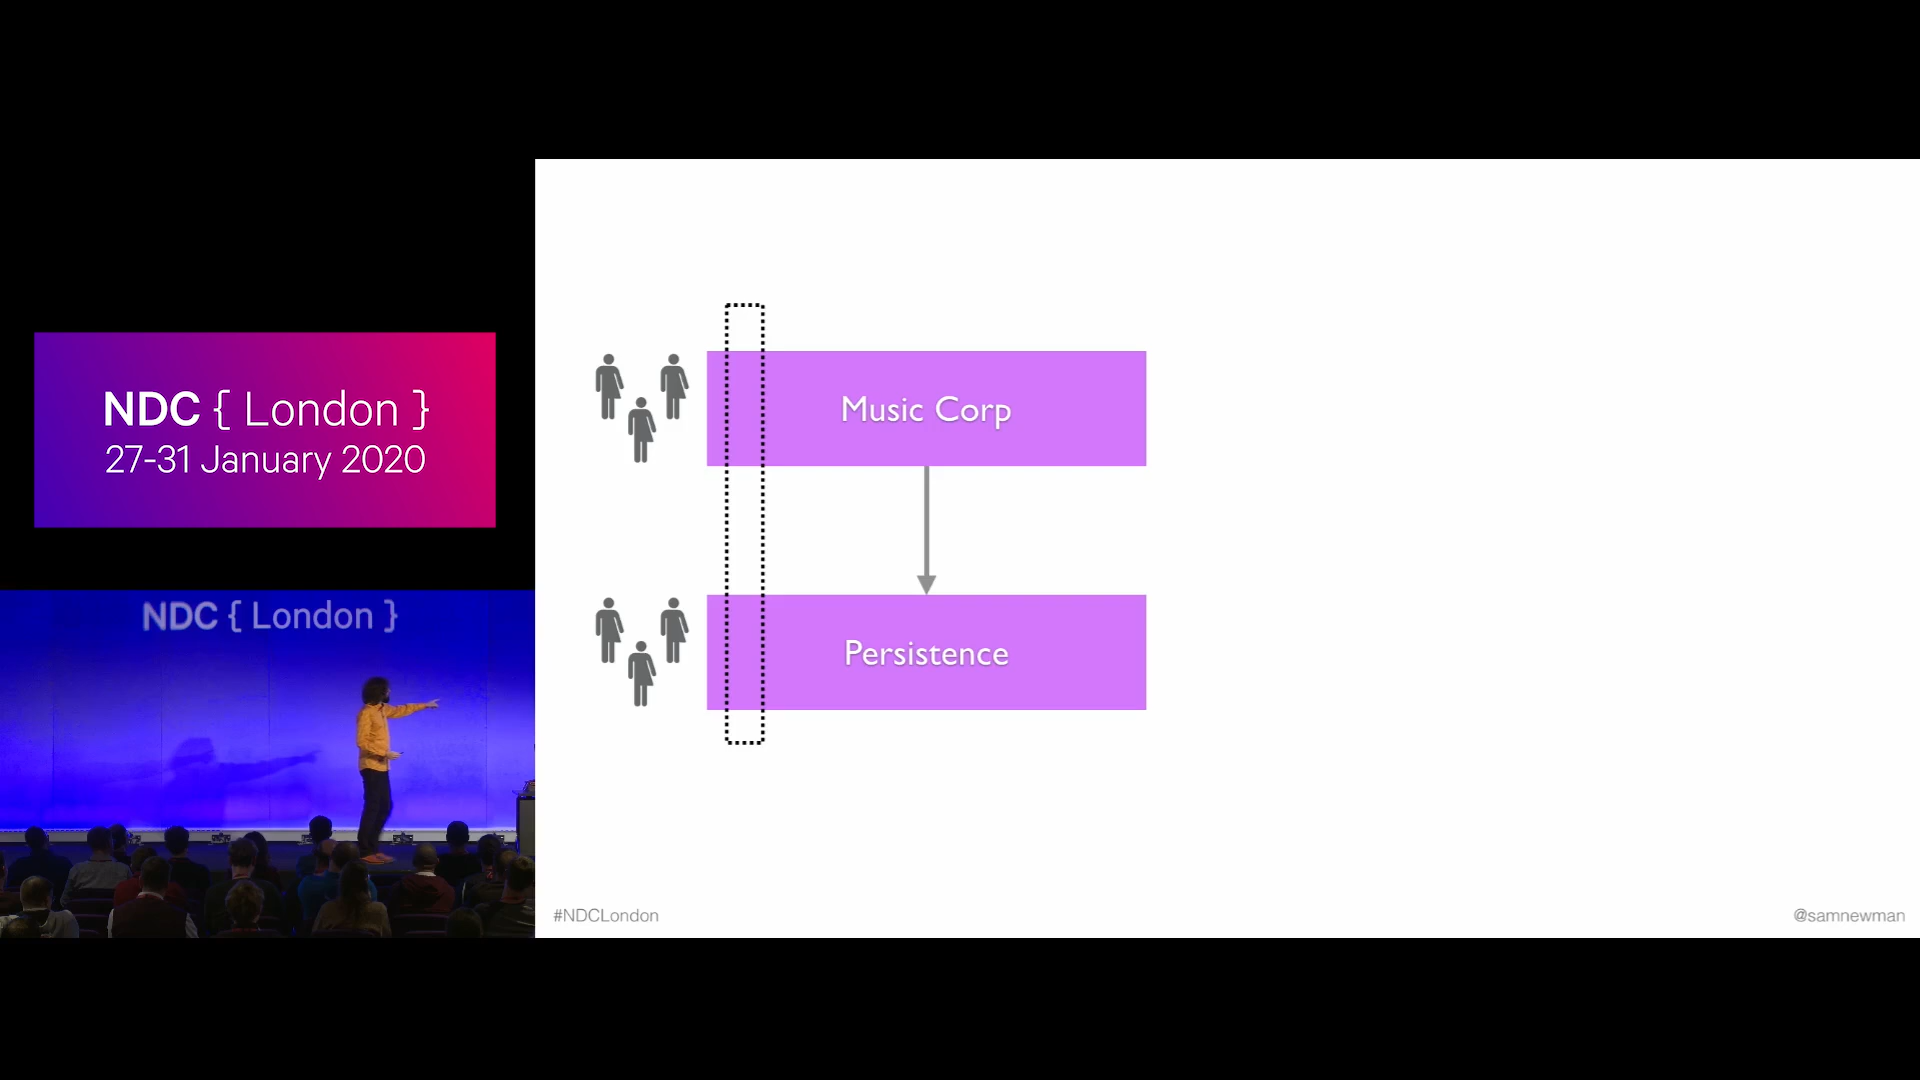 NDC { London }
27-31 January 2020
NDC { London }
Music Corp
Persistence
#NDCLondon
@samnewman